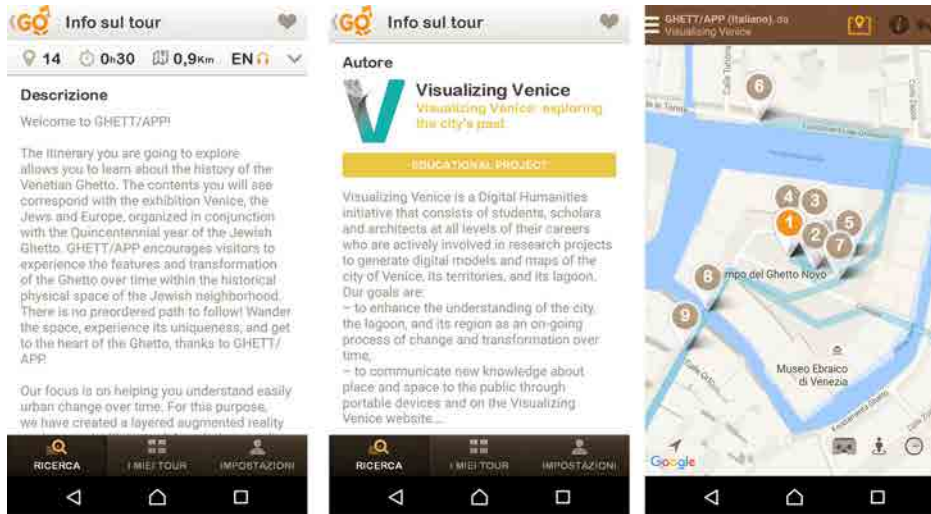 GO Info sul tour
14 0h30 0,9Km EN
Descrizione
Welcome to GHETT/APP!
The Itinerary you are going to explore
allows you to learn about the history of the
Venetian Ghetto. The contents you will see
correspond with the exhibition Venice, the
Jews and Europe, organized in conjunction
with the Quincentennial year of the Jewish
Ghetto. GHETT/APP encourages visitors to
experience the features and transformation
of the Ghetto over time within the historical
physical space of the Jewish neighborhood.
There is no preordered path to follow! Wander
the space, experience its uniqueness, and get
to the heart of the Ghetto, thanks to GHETT/
APP.
Our focus is on helping you understand easily
urban change over time. For this purpose,
we have created a layered augmented reality
RICERCA I MIEI TOUR IMPOSTAZIONI
GO Info sul tour
Autore
Visualizing Venice
Visualizing Venice: exploring
the city's past
EDUCATIONAL PROJECT
Visualizing Venice is a Digital Humanities
initiative that consists of students, scholars
and architects at all levels of their careers
who are actively involved in research projects
to generate digital models and maps of the
city of Venice, its territories, and its lagoon.
Our goals are:
– to enhance the understanding of the city,
the lagoon, and its region as an on-going
process of change and transformation over
time,
– to communicate new knowledge about
place and space to the public through
portable devices and on the Visualizing
Venice website...
RICERCA I MIEI TOUR IMPOSTAZIONI
GHETT/APP (Italiano) da
Visualising Venice
6
4 3
1 2 5
7
8 mpo del Ghetto Novo
9
Museo Ebraico
di Venezia
Google